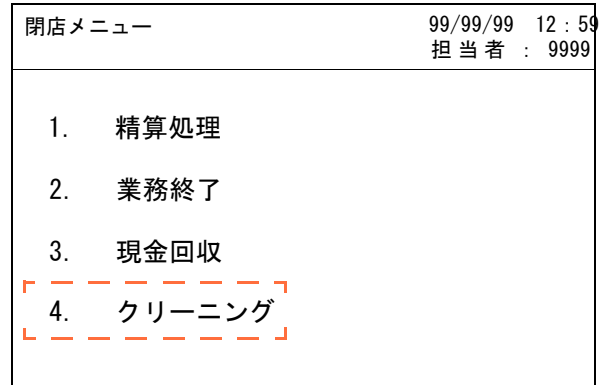 閉店メニュー 99/99/99 12:59
担当者 : 9999
1. 精算処理
2. 業務終了
3. 現金回収
4. クリーニング